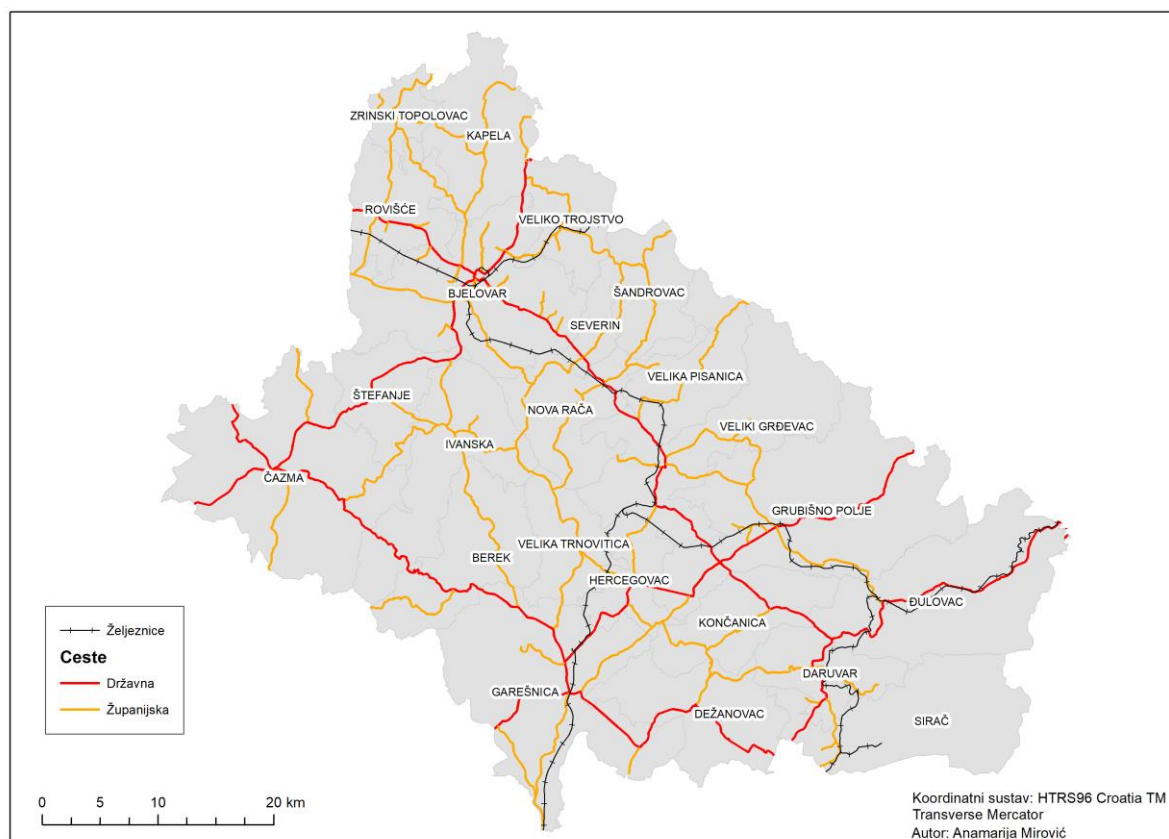 ZRINSKI TOPOLOVAC
KAPELA
ROVIŠĆE
VELIKO TROJSTVO
BJELOVAR
ŠANDROVAC
SEVERIN
VELIKA PISANICA
ŠTEFANJE
NOVA RAČA
VELIKI GRĐEVAC
IVANSKA
ČAZMA
GRUBIŠNO POLJE
VELIKA TRNOVITICA
BEREK
HERCEGOVAC
ĐULOVAC
KONČANICA
DARUVAR
GAREŠNICA
DEŽANOVAC
SIRAČ
Željeznice
Ceste
Državna
Županijska
0 5 10 20 km
Koordinatni sustav: HTRS96 Croatia TM
Transverse Mercator
Autor: Anamarija Mirović